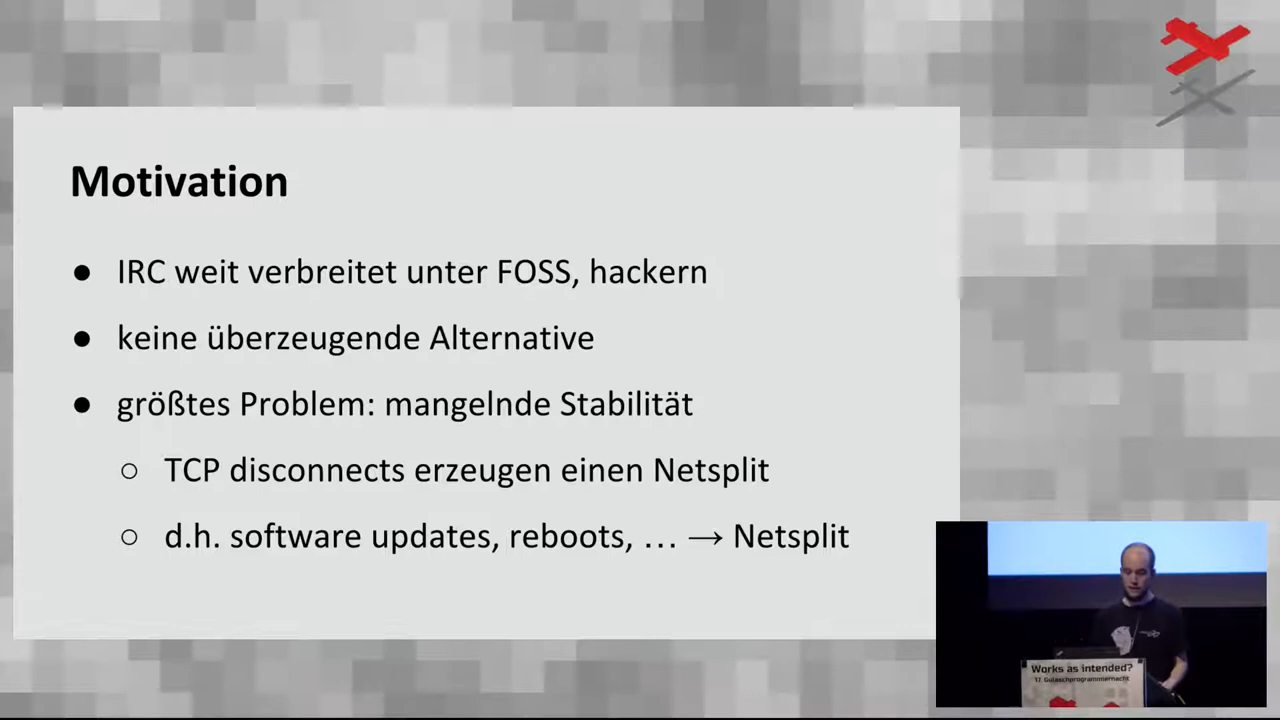 Motivation
● IRC weit verbreitet unter FOSS, hackern
● keine überzeugende Alternative
● größtes Problem: mangelnde Stabilität
○ TCP disconnects erzeugen einen Netsplit
○ d.h. software updates, reboots, … → Netsplit
Works as intended?
17. Gulaschprogrammiernacht